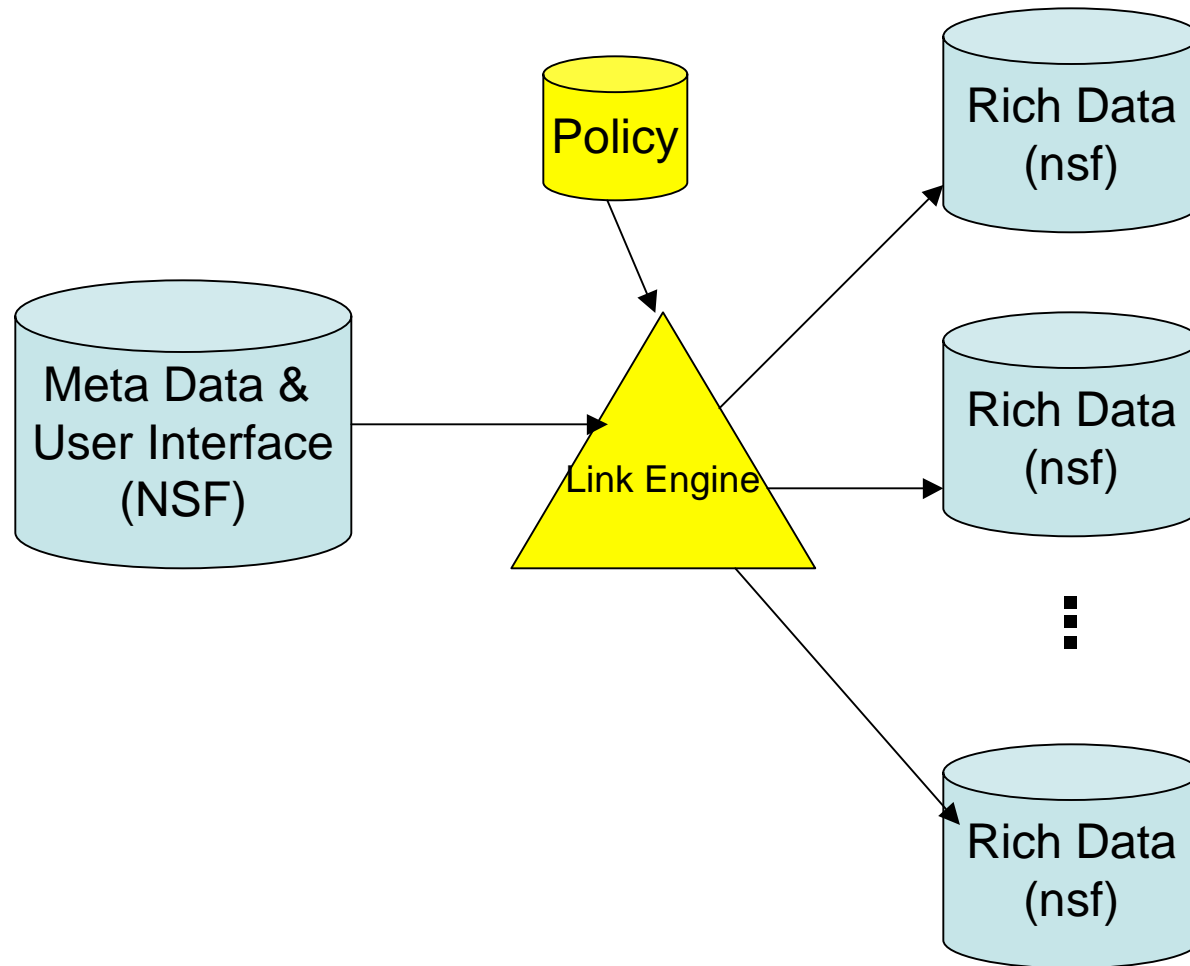 Policy
Rich Data
(nsf)
Meta Data &
User Interface
(NSF)
Link Engine
Rich Data
(nsf)
Rich Data
(nsf)